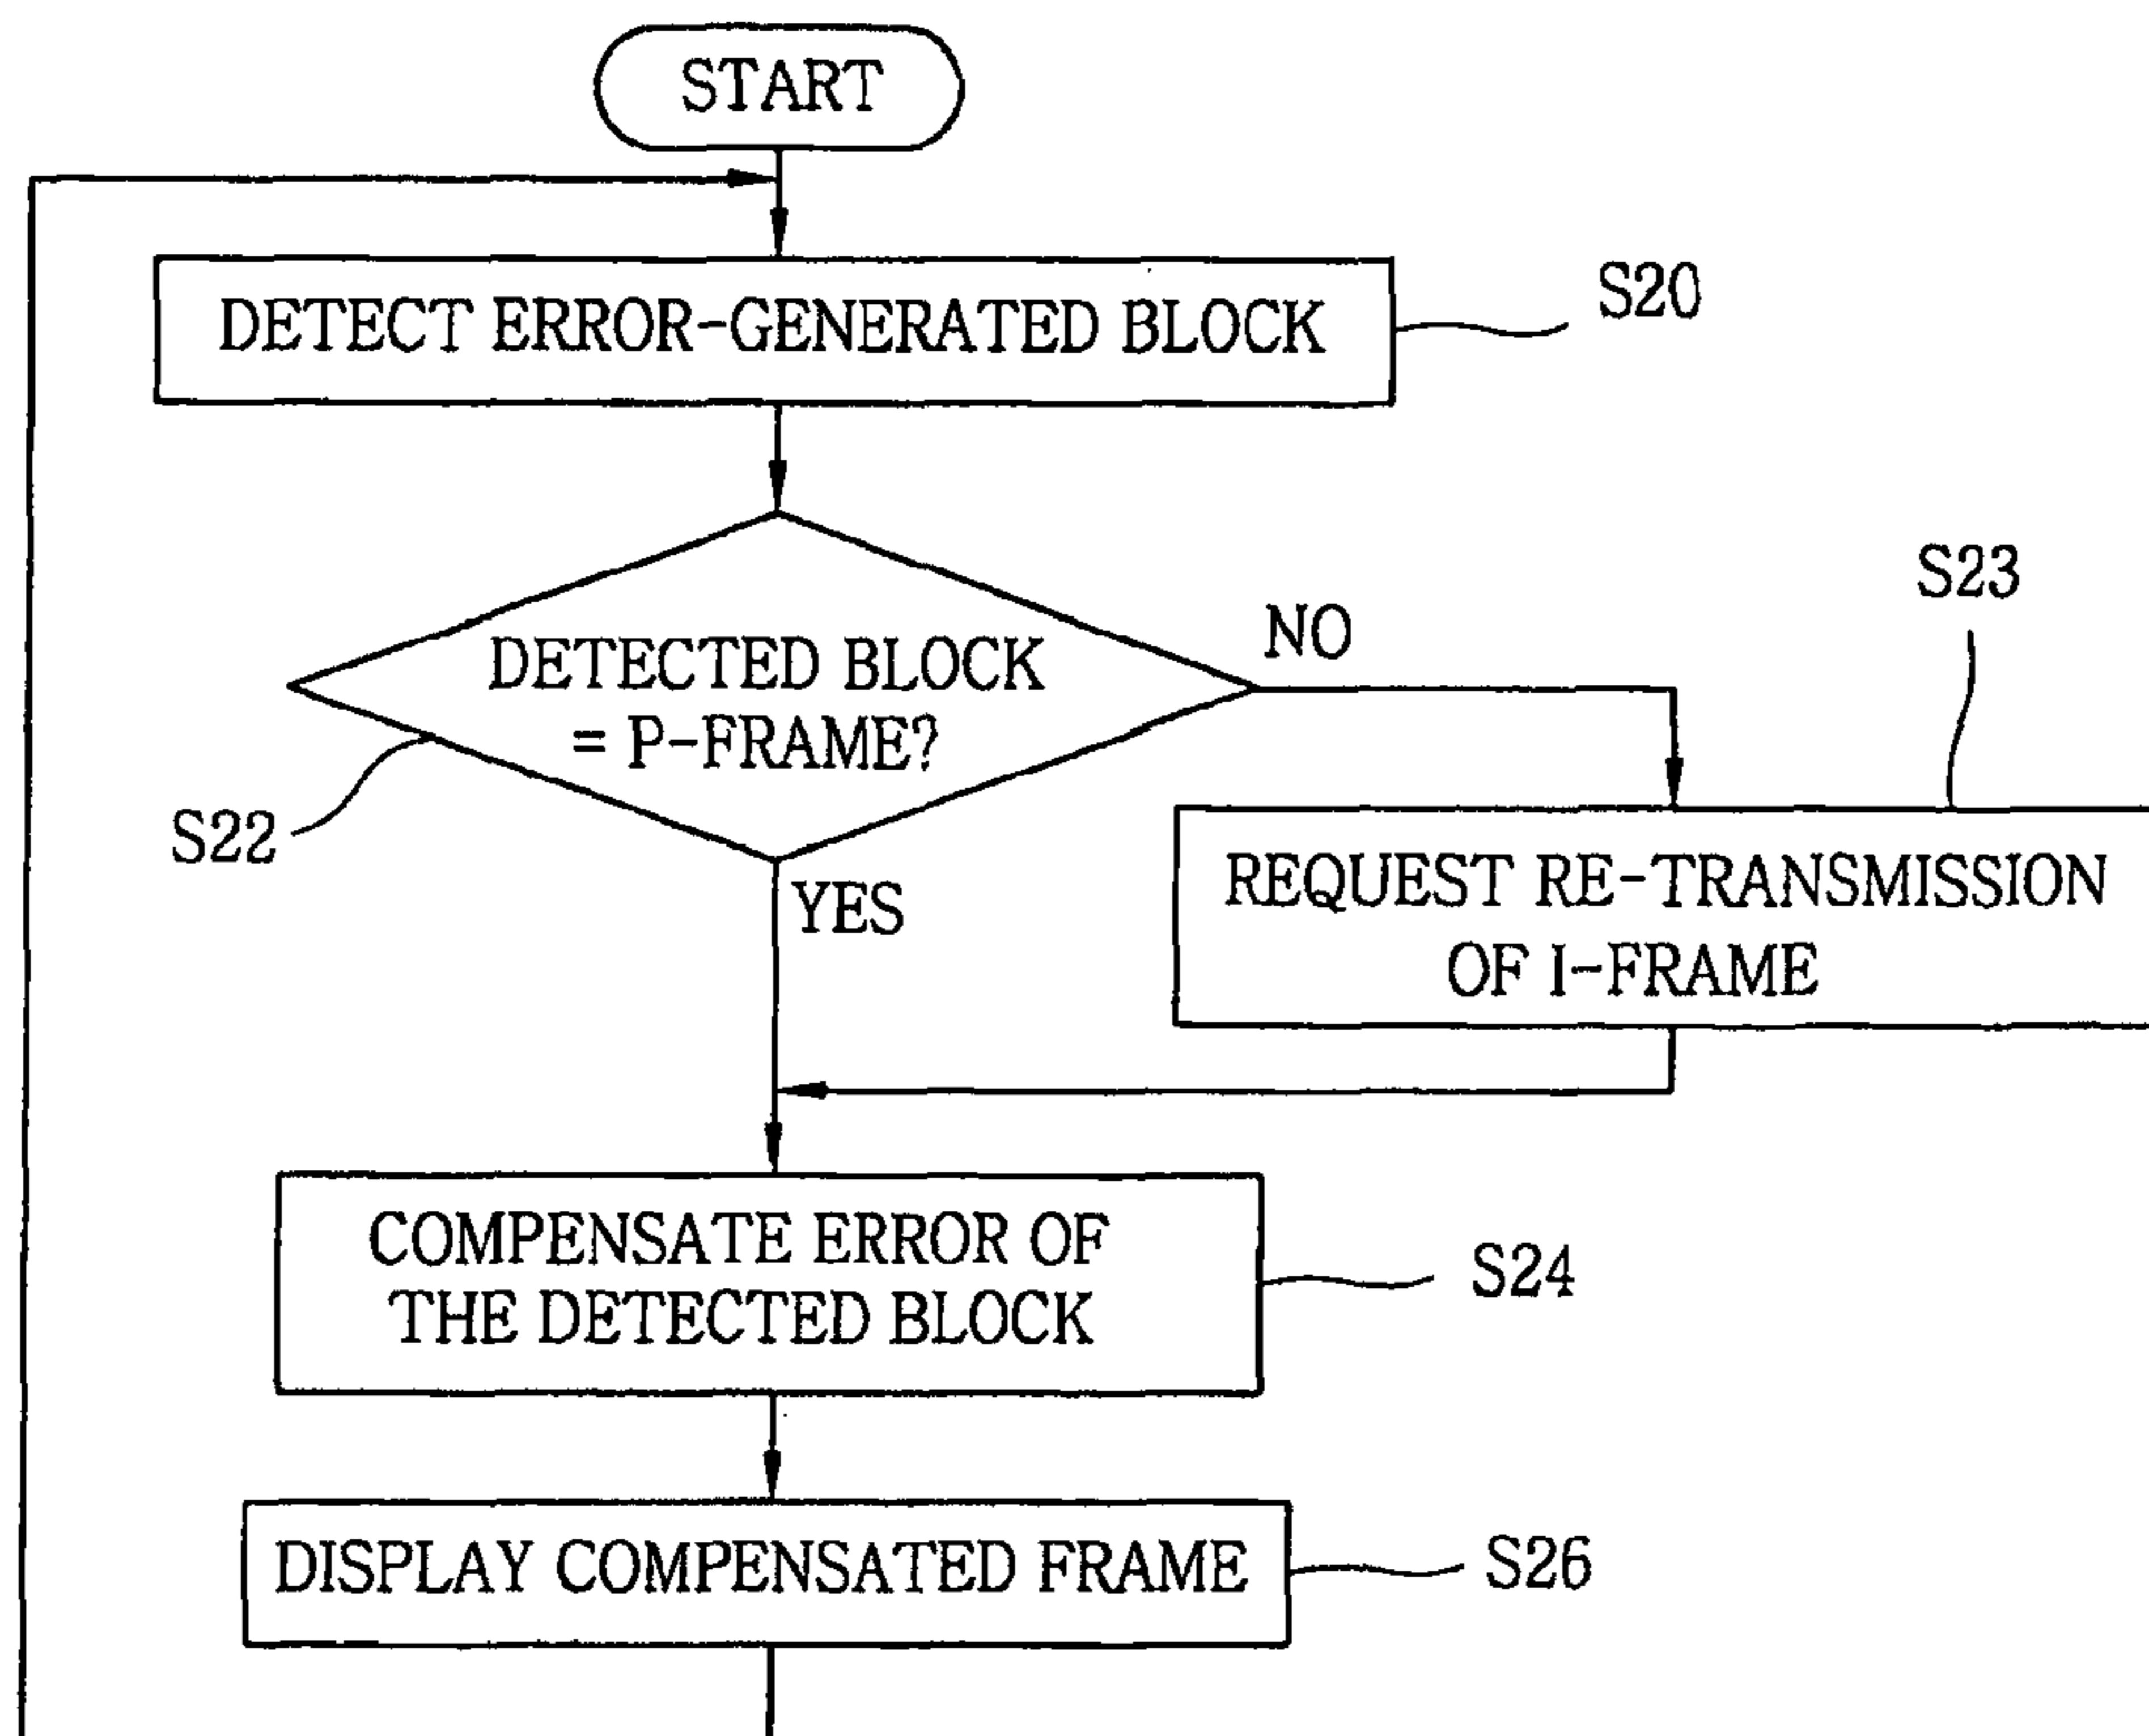 START
DETECT ERROR-GENERATED BLOCK
S20
DETECTED BLOCK
= P-FRAME?
NO
S23
S22
YES
REQUEST RE-TRANSMISSION
OF I-FRAME
COMPENSATE ERROR OF
THE DETECTED BLOCK
S24
DISPLAY COMPENSATED FRAME
S26